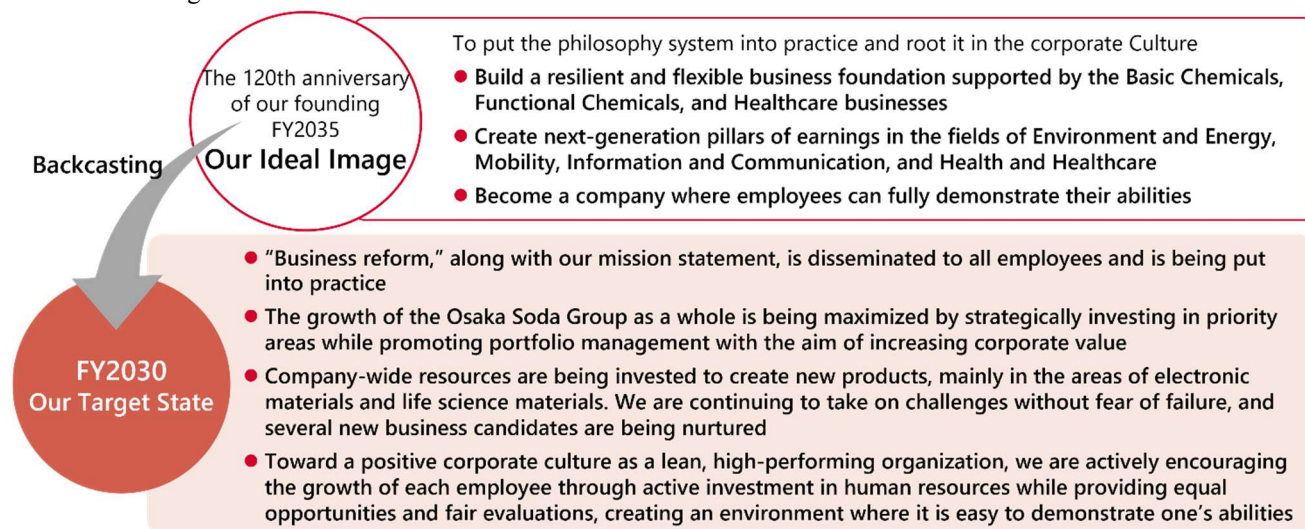 The 120th anniversary
of our founding
FY2035
Our Ideal Image
To put the philosophy system into practice and root it in the corporate Culture
● Build a resilient and flexible business foundation supported by the Basic Chemicals,
Functional Chemicals, and Healthcare businesses
● Create next-generation pillars of earnings in the fields of Environment and Energy,
Mobility, Information and Communication, and Health and Healthcare
● Become a company where employees can fully demonstrate their abilities
Backcasting
FY2030
Our Target State
● “Business reform,” along with our mission statement, is disseminated to all employees and is being put
into practice
● The growth of the Osaka Soda Group as a whole is being maximized by strategically investing in priority
areas while promoting portfolio management with the aim of increasing corporate value
● Company-wide resources are being invested to create new products, mainly in the areas of electronic
materials and life science materials. We are continuing to take on challenges without fear of failure, and
several new business candidates are being nurtured
● Toward a positive corporate culture as a lean, high-performing organization, we are actively encouraging
the growth of each employee through active investment in human resources while providing equal
opportunities and fair evaluations, creating an environment where it is easy to demonstrate one’s abilities